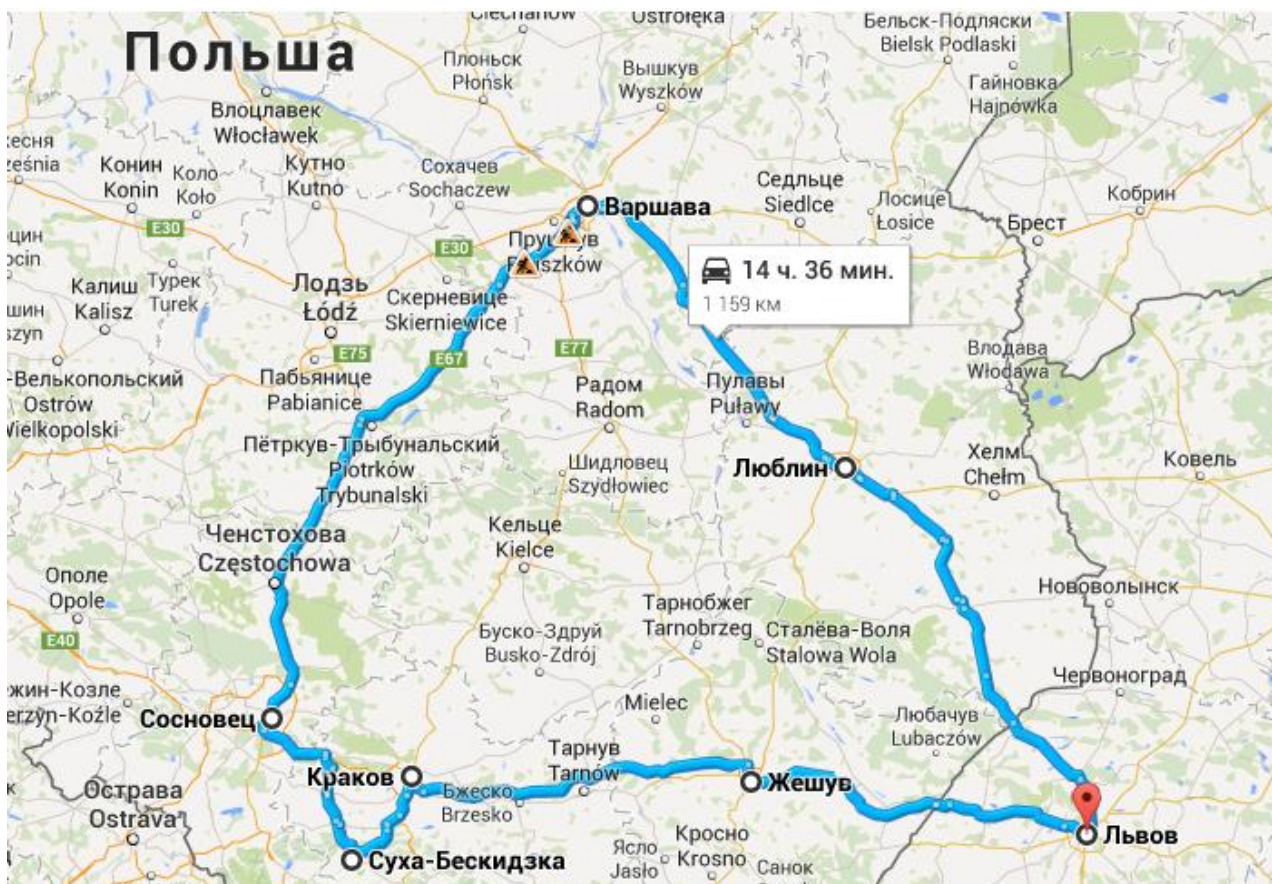 Ciechanów
Ostrołęka
Польша
Плоньск
Płońsk
Бельск-Подляски
Bielsk Podlaski
Вышкув
Wyszków
Гайновка
Hajnówka
Влоцлавек
Włocławek
Конин
Konin
Коло
Koło
Кутно
Kutno
Сохачев
Sochaczew
Седльце
Siedlce
Лосице
Łosice
Кобрин
Брест
Варшава
E30
E30
Турек
Turek
Калиш
Kalisz
Лодзь
Łódź
Скерневице
Skierniewice
14 ч. 36 мин.
1 159 км
E75
E67
E77
Влодава
Włodawa
-Велькопольский
Ostrów
Wielkopolski
Пабьянице
Pabianice
Радом
Radom
Пулавы
Puławy
Пётркув-Трыбунальский
Piotrków
Trybunalski
Шидловец
Szydłowiec
Люблин
Хелм
Chełm
Ковель
Ченстохова
Częstochowa
Кельце
Kielce
Ополе
Opole
Нововолынск
E40
Буско-Здруй
Busko-Zdrój
Тарнобжег
Tarnobrzeg
Сталёва-Воля
Stalowa Wola
Червоноград
Сосновец
Mielec
Любачув
Lubaczów
Краков
Тарнув
Tarnów
Бжеско
Brzesko
Жешув
Острава
Ostrava
Суха-Бескидзка
Ясло
Jasło
Кросно
Krosno
Санок
Львов